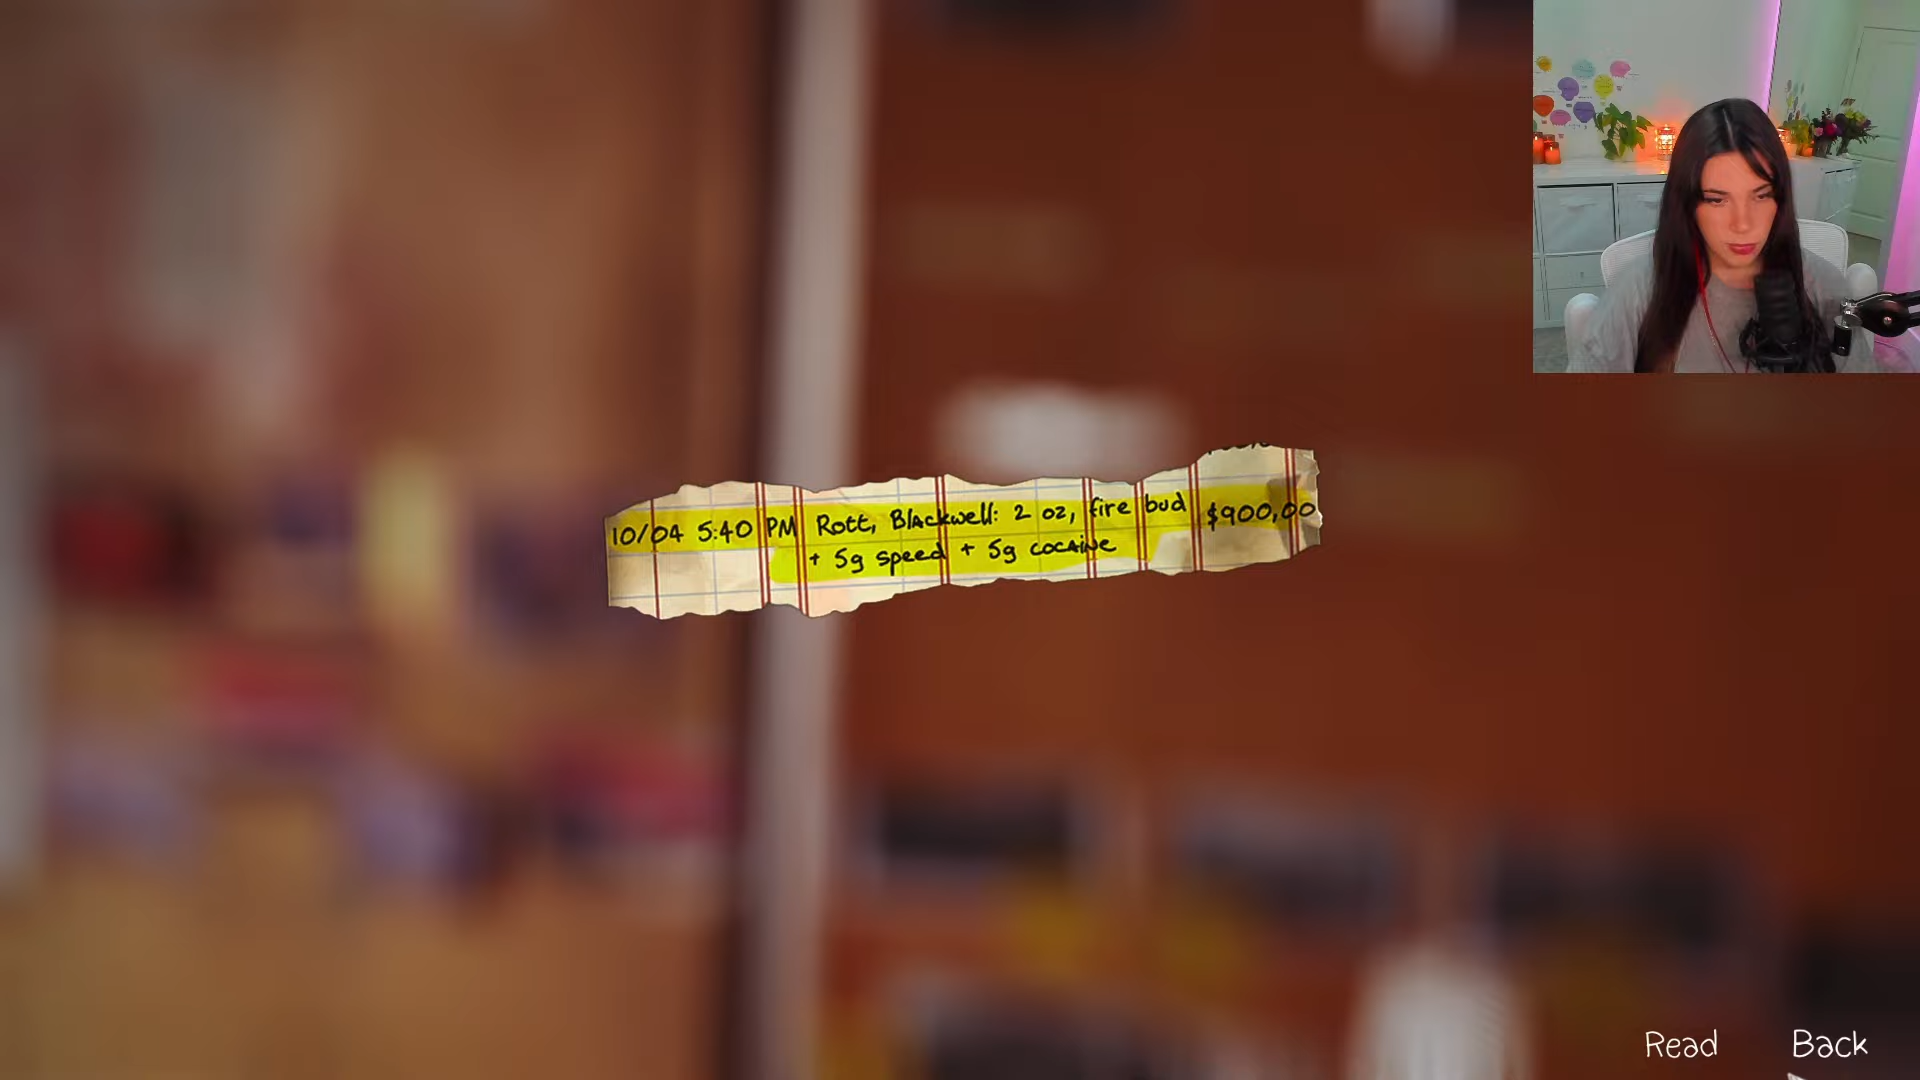 10/04 5:40 PM Rott, Blackwell: 2 oz, fire bud $900,00
+ 5g speed + 5g cocaine
Read Back